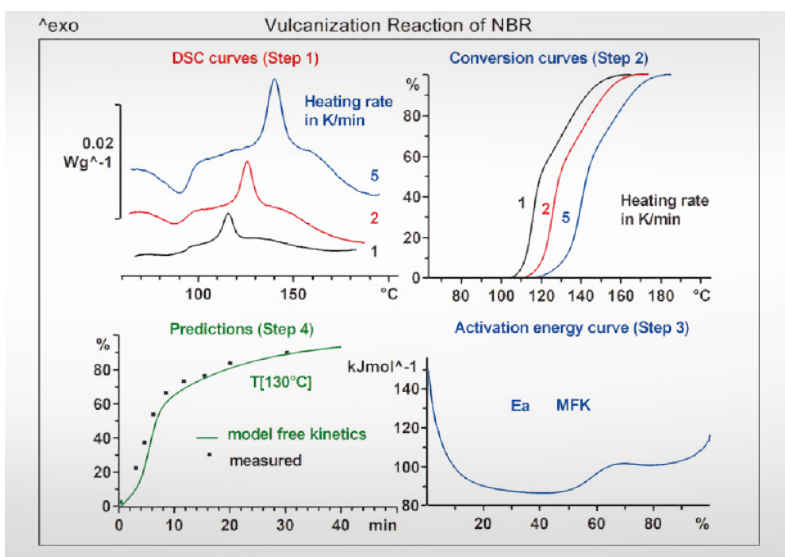 ^exo
Vulcanization Reaction of NBR
DSC curves (Step 1)
0.02
Wg^-1
Heating rate
in K/min
5
2
1
100
150
°C
Conversion curves (Step 2)
%
80
60
40
20
0
1
2
5
Heating rate
in K/min
80
100
120
140
160
180
°C
Predictions (Step 4)
%
80
60
40
20
0
T[130°C]
model free kinetics
measured
0
10
20
30
40
min
Activation energy curve (Step 3)
kJmol^-1
140
120
100
80
Ea MFK
20
40
60
80
%